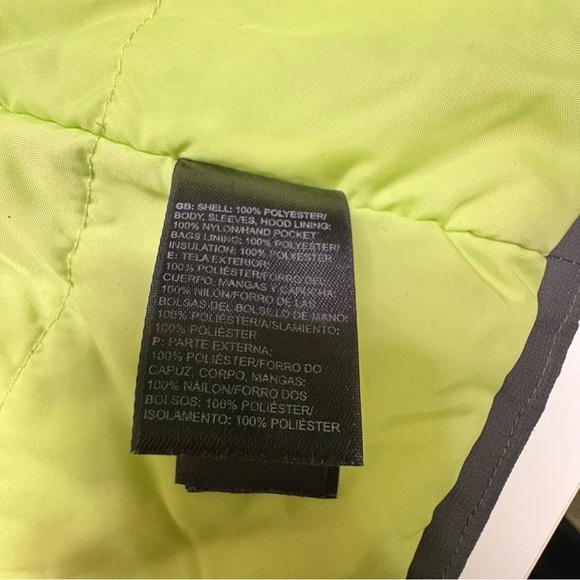 GB: SHELL: 100% POLYESTER/
BODY, SLEEVES, HOOD LINING:
100% NYLON/HAND POCKET
BAGS LINING: 100% POLYESTER/
INSULATION: 100% POLYESTER
E: TELA EXTERIOR:
100% POLIÉSTER/FORRO DEL
CUERPO, MANGAS Y CAPUCHA:
100% NILÓN/FORRO DE LAS
BOLSAS DEL BOLSILLO DE MANO:
100% POLIÉSTER/AISLAMIENTO:
100% POLIÉSTER
P: PARTE EXTERNA:
100% POLIÉSTER/FORRO DO
CAPUZ, CORPO, MANGAS:
100% NÁILON/FORRO DOS
BOLSOS: 100% POLIÉSTER/
ISOLAMENTO: 100% POLIÉSTER